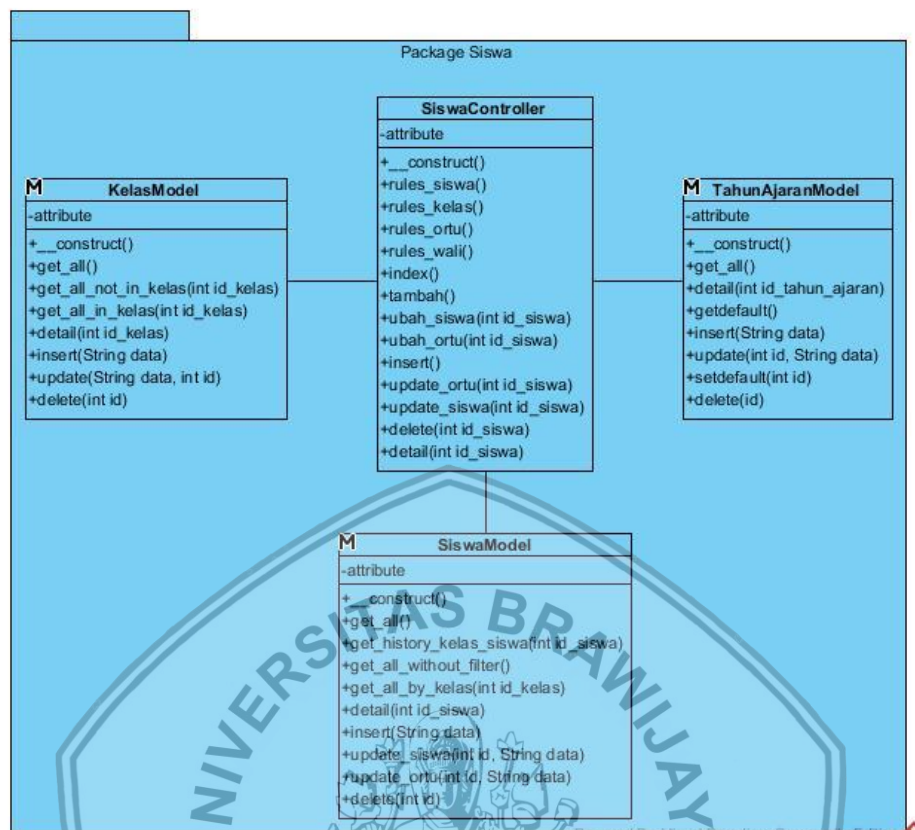 Package Siswa
SiswaController
-attribute
+__construct()
+rules_siswa()
+rules_kelas()
+rules_ortu()
+rules_wali()
+index()
+tambah()
+ubah_siswa(int id_siswa)
+ubah_ortu(int id_siswa)
+insert()
+update_ortu(int id_siswa)
+update_siswa(int id_siswa)
+delete(int id_siswa)
+detail(int id_siswa)
M KelasModel
-attribute
+__construct()
+get_all()
+get_all_not_in_kelas(int id_kelas)
+get_all_in_kelas(int id_kelas)
+detail(int id_kelas)
+insert(String data)
+update(String data, int id)
+delete(int id)
M TahunAjaranModel
-attribute
+__construct()
+get_all()
+detail(int id_tahun_ajaran)
+getdefault()
+insert(String data)
+update(int id, String data)
+setdefault(int id)
+delete(id)
M SiswaModel
-attribute
+__construct()
+get_all()
+get_history_kelas_siswa(int id_siswa)
+get_all_without_filter()
+get_all_by_kelas(int id_kelas)
+detail(int id_siswa)
+insert(String data)
+update_siswa(int id, String data)
+update_ortu(int id, String data)
+delete(int id)
NIVERSITAS BRAWIJAY